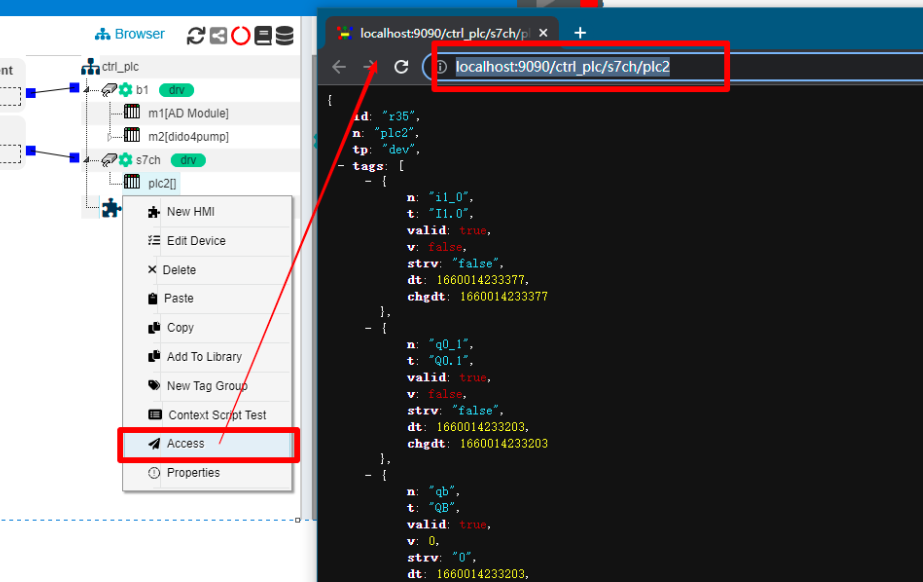 Browser
nt
ctrl_plc
b1 drv
m1[AD Module]
m2[dido4pump]
s7ch drv
plc2[]
New HMI
Edit Device
Delete
Paste
Copy
Add To Library
New Tag Group
Context Script Test
Access
Properties
localhost:9090/ctrl_plc/s7ch/pl
localhost:9090/ctrl_plc/s7ch/plc2
{
id: "r35",
n: "plc2",
tp: "dev",
- tags: [
- {
n: "i1_0",
t: "I1.0",
valid: true,
v: false,
strv: "false",
dt: 1660014233377,
chgdt: 1660014233377
},
- {
n: "q0_1",
t: "Q0.1",
valid: true,
v: false,
strv: "false",
dt: 1660014233203,
chgdt: 1660014233203
},
- {
n: "qb",
t: "QB",
valid: true,
v: 0,
strv: "0",
dt: 1660014233203,